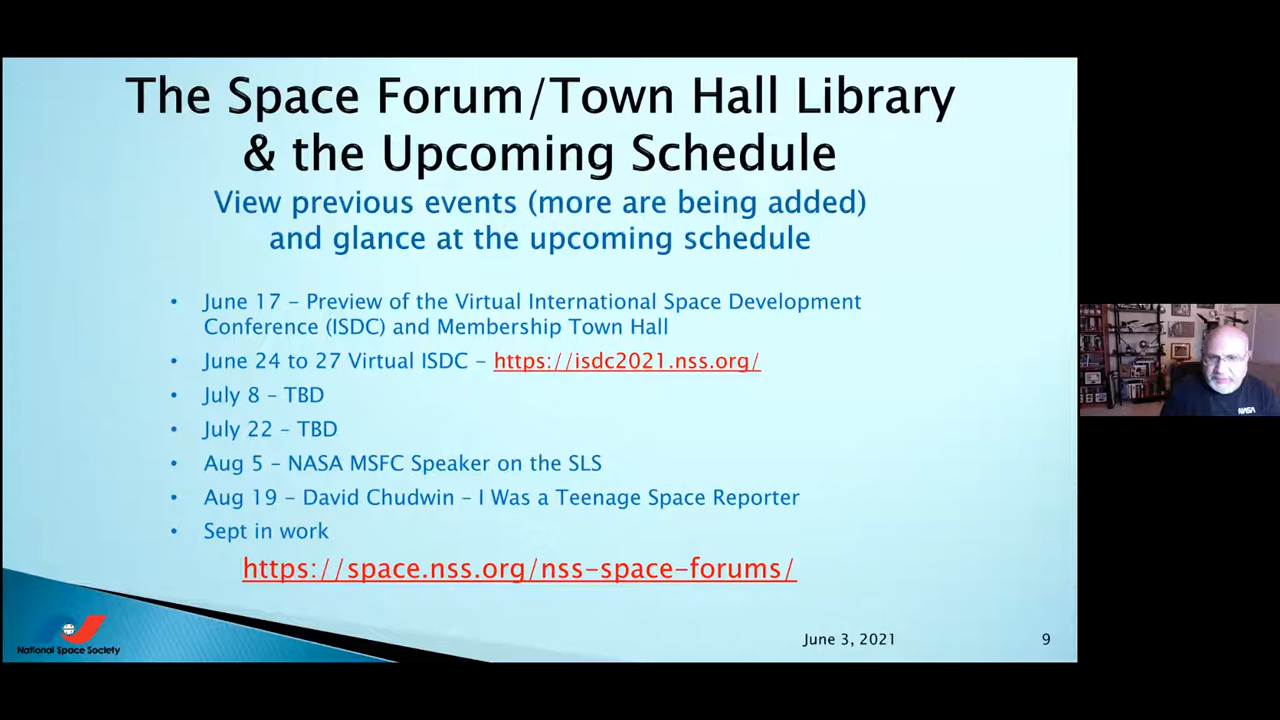 The Space Forum/Town Hall Library
& the Upcoming Schedule
View previous events (more are being added)
and glance at the upcoming schedule
• June 17 – Preview of the Virtual International Space Development
Conference (ISDC) and Membership Town Hall
• June 24 to 27 Virtual ISDC – https://isdc2021.nss.org/
• July 8 – TBD
• July 22 – TBD
• Aug 5 – NASA MSFC Speaker on the SLS
• Aug 19 – David Chudwin – I Was a Teenage Space Reporter
• Sept in work
https://space.nss.org/nss-space-forums/
National Space Society
June 3, 2021
9
NASA